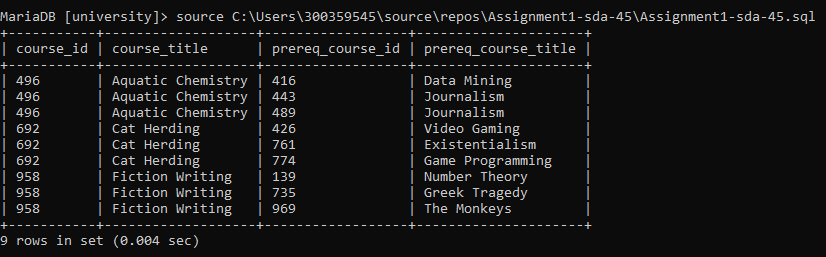 MariaDB [university]> source C:\Users\300359545\source\repos\Assignment1-sda-45\Assignment1-sda-45.sql
+-----------+-------------------+------------------+---------------------+
| course_id | course_title      | prereq_course_id | prereq_course_title |
+-----------+-------------------+------------------+---------------------+
| 496       | Aquatic Chemistry | 416              | Data Mining         |
| 496       | Aquatic Chemistry | 443              | Journalism          |
| 496       | Aquatic Chemistry | 489              | Journalism          |
| 692       | Cat Herding       | 426              | Video Gaming        |
| 692       | Cat Herding       | 761              | Existentialism      |
| 692       | Cat Herding       | 774              | Game Programming    |
| 958       | Fiction Writing   | 139              | Number Theory       |
| 958       | Fiction Writing   | 735              | Greek Tragedy       |
| 958       | Fiction Writing   | 969              | The Monkeys         |
+-----------+-------------------+------------------+---------------------+
9 rows in set (0.004 sec)